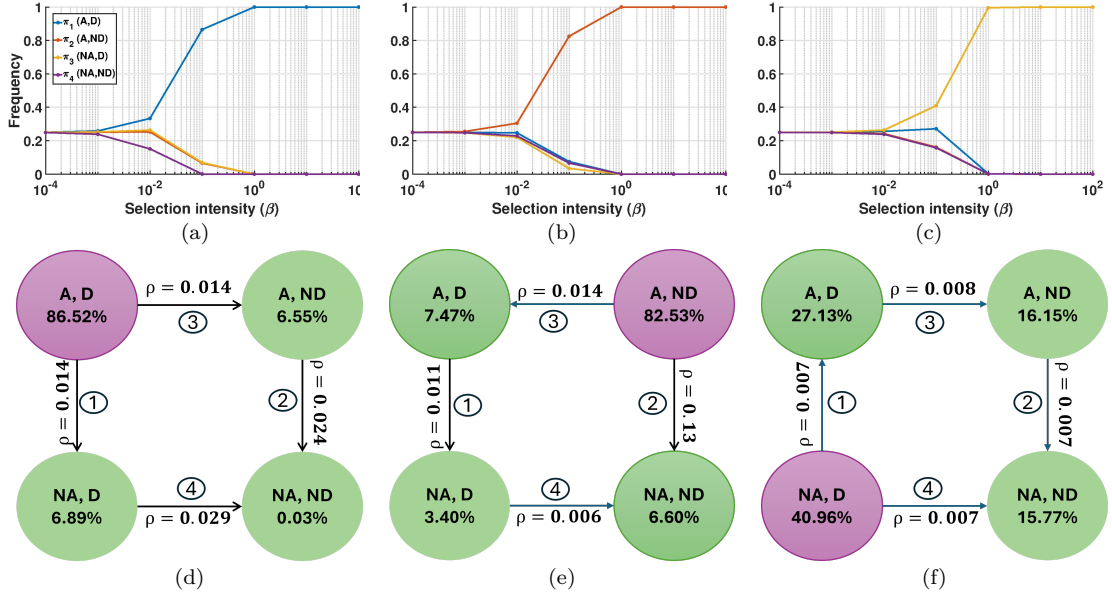 1
0.8
0.6
0.4
0.2
0
Frequency
π₁ (A,D)
π₂ (A,ND)
π₃ (NA,D)
π₄ (NA,ND)
10⁻⁴ 10⁻² 10⁰ 10
Selection intensity (β)
(a)
1
0.8
0.6
0.4
0.2
0
10⁻⁴ 10⁻² 10⁰ 10
Selection intensity (β)
(b)
1
0.8
0.6
0.4
0.2
0
10⁻⁴ 10⁻² 10⁰ 10²
Selection intensity (β)
(c)
A, D
86.52%
ρ = 0.014
3
A, ND
6.55%
ρ = 0.014
1
2
ρ = 0.024
NA, D
6.89%
4
ρ = 0.029
NA, ND
0.03%
(d)
A, D
7.47%
ρ = 0.014
3
A, ND
82.53%
ρ = 0.011
1
2
ρ = 0.13
NA, D
3.40%
4
ρ = 0.006
NA, ND
6.60%
(e)
A, D
27.13%
ρ = 0.008
3
A, ND
16.15%
ρ = 0.007
1
2
ρ = 0.007
NA, D
40.96%
4
ρ = 0.007
NA, ND
15.77%
(f)